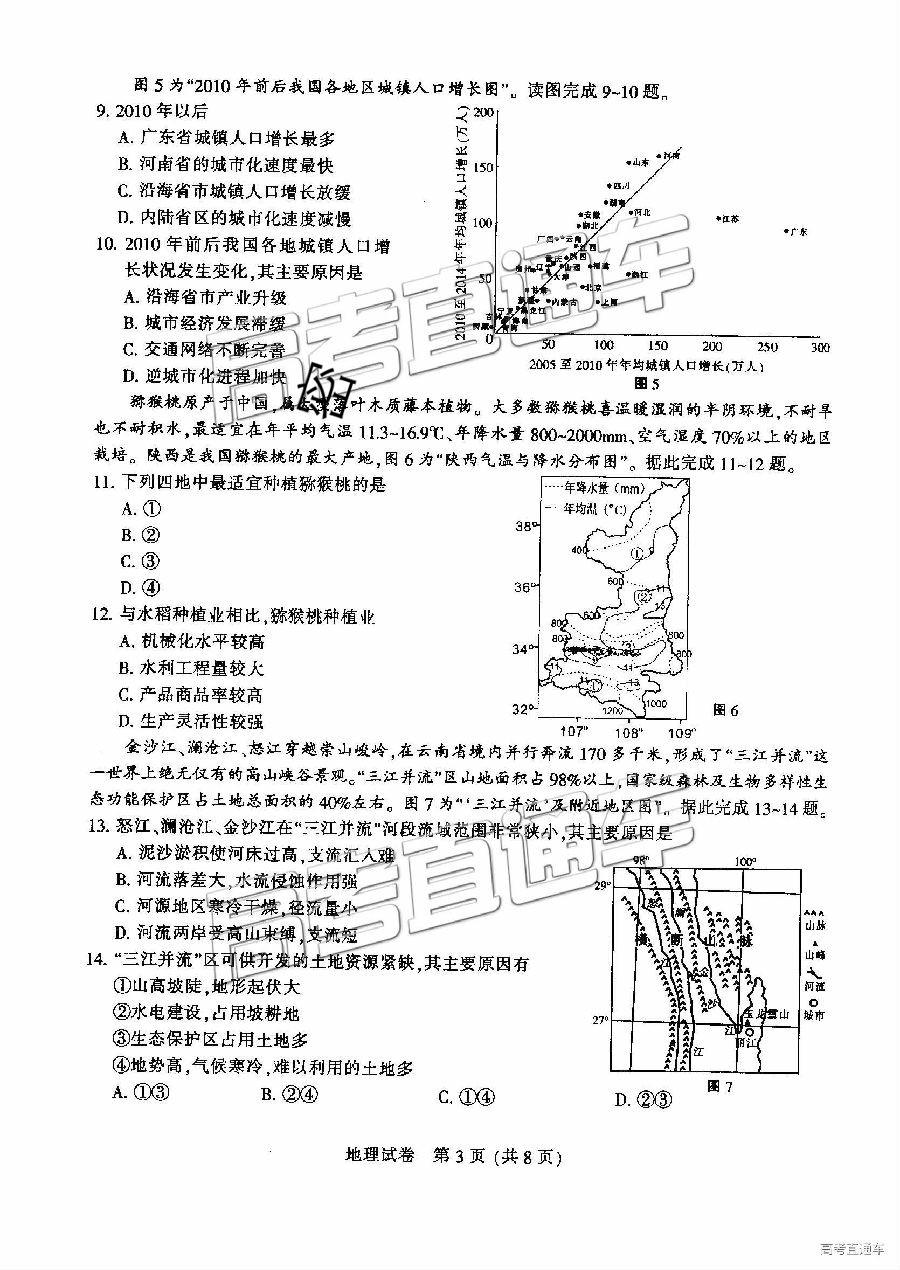 图5为“2010年前后我国各地区城镇人口增长图”。读图完成9~10题。
9. 2010年以后
A. 广东省城镇人口增长最多
B. 河南省的城市化速度最快
C. 沿海省市城镇人口增长放缓
D. 内陆省区的城市化速度减慢
10. 2010年前后我国各地城镇人口增
长状况发生变化,其主要原因是
A. 沿海省市产业升级
B. 城市经济发展滞缓
C. 交通网络不断完善
D. 逆城市化进程加快
2010至2014年年均城镇人口增长(万人)
200
150
100
50
0
50
100
150
200
250
300
山东
河南
四川
湖南
河北
安徽
湖北
江苏
广东
广西
云南
江西
重庆
陕西
贵州
辽宁
山西
福建
天津
浙江
甘肃
北京
新疆
内蒙古
上海
宁夏
黑龙江
吉林
海南
西藏
青海
2005至2010年年均城镇人口增长(万人)
图5
猕猴桃原产于中国,属 落叶木质藤本植物。大多数猕猴桃喜温暖湿润的半阴环境,不耐旱
也不耐积水,最适宜在年平均气温11.3~16.9℃、年降水量800~2000mm、空气湿度70%以上的地区
栽培。陕西是我国猕猴桃的最大产地,图6为“陕西气温与降水分布图”。据此完成11~12题。
11. 下列四地中最适宜种植猕猴桃的是
A. ①
B. ②
C. ③
D. ④
12. 与水稻种植业相比,猕猴桃种植业
A. 机械化水平较高
B. 水利工程量较大
C. 产品商品率较高
D. 生产灵活性较强
年降水量(mm)
年均温(℃)
38°
36°
34°
32°
107°
108°
109°
400
①
600
②
600
800
800
800
800
11
13
1200
1000
图6
金沙江、澜沧江、怒江穿越崇山峻岭,在云南省境内并行奔流170多千米,形成了“三江并流”这
一世界上绝无仅有的高山峡谷景观。“三江并流”区山地面积占98%以上,国家级森林及生物多样性生
态功能保护区占土地总面积的40%左右。图7为“‘三江并流’及附近地区图”。据此完成13~14题。
13. 怒江、澜沧江、金沙江在“三江并流”河段流域范围非常狭小,其主要原因是
A. 泥沙淤积使河床过高,支流汇入难
B. 河流落差大,水流侵蚀作用强
C. 河源地区寒冷干燥,径流量小
D. 河流两岸受高山束缚,支流短
14. “三江并流”区可供开发的土地资源紧缺,其主要原因有
①山高坡陡,地形起伏大
②水电建设,占用坡耕地
③生态保护区占用土地多
④地势高,气候寒冷,难以利用的土地多
A. ①③
B. ②④
C. ①④
D. ②③
98°
100°
29°
27°
怒
澜
横
断
山
脉
江
沧
金
沙
江
玉龙雪山
丽江
山脉
山峰
河流
城市
图7
地理试卷 第3页(共8页)
高考直通车
高考直通车
高考直通车